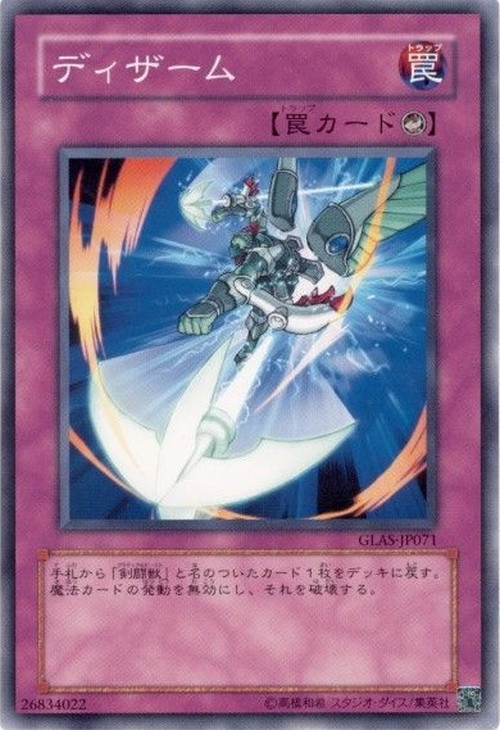 ディザーム
トラップ
罠
トラップ
【罠カード】
GLAS-JP071
手札から「剣闘獣」と名のついたカード1枚をデッキに戻す。
魔法カードの発動を無効にし、それを破壊する。
26834022
©高橋和希 スタジオ・ダイス/集英社